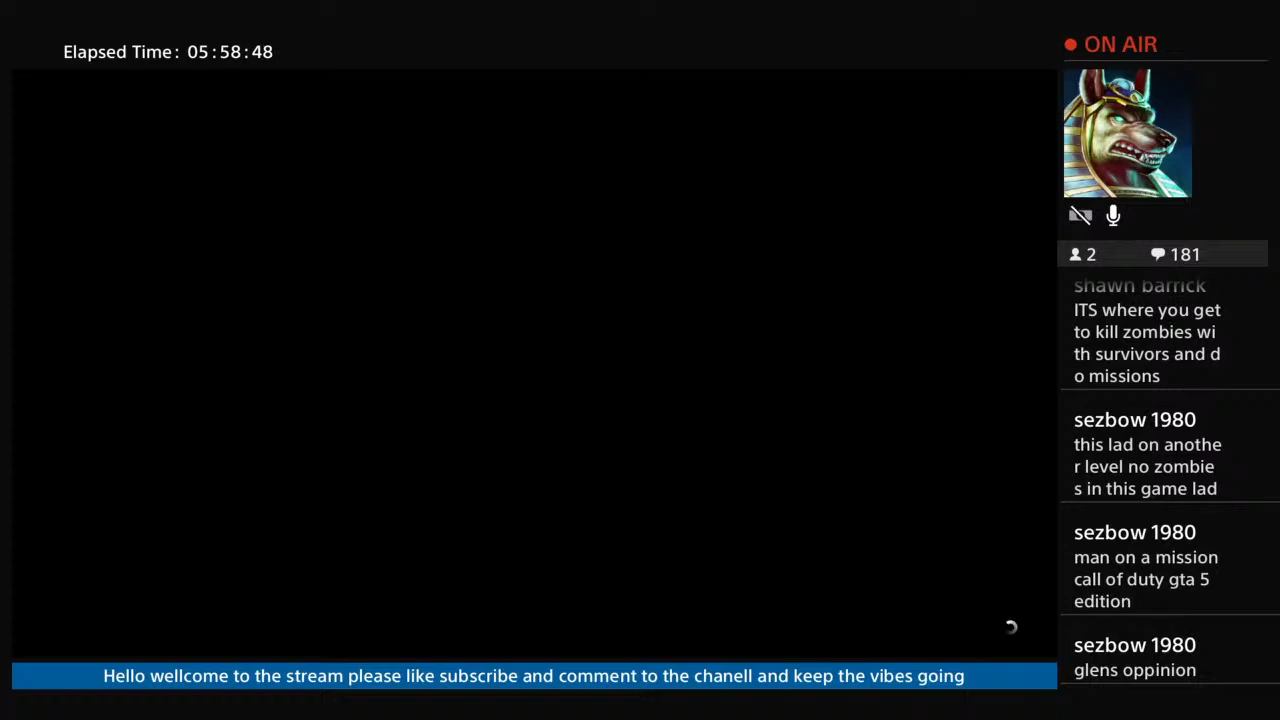 Elapsed Time: 05:58:48
ON AIR
2 181
shawn barrick
ITS where you get
to kill zombies wi
th survivors and d
o missions
sezbow 1980
this lad on anothe
r level no zombie
s in this game lad
sezbow 1980
man on a mission
call of duty gta 5
edition
sezbow 1980
glens oppinion
Hello wellcome to the stream please like subscribe and comment to the chanell and keep the vibes going